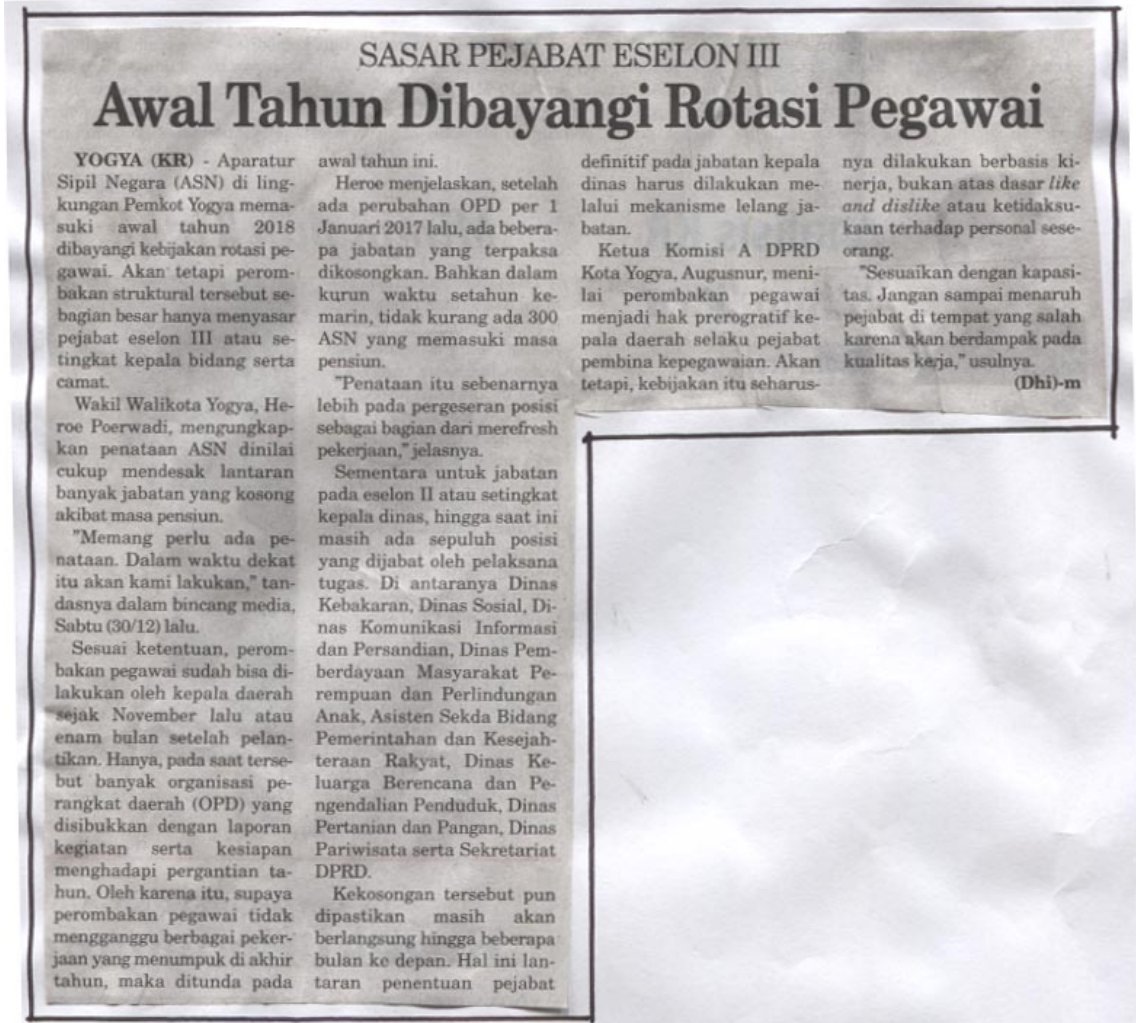 SASAR PEJABAT ESELON III
Awal Tahun Dibayangi Rotasi Pegawai
YOGYA (KR) - Aparatur
Sipil Negara (ASN) di ling-
kungan Pemkot Yogya mema-
suki awal tahun 2018
dibayangi kebijakan rotasi pe-
gawai. Akan tetapi perom-
bakan struktural tersebut se-
bagian besar hanya menyasar
pejabat eselon III atau se-
tingkat kepala bidang serta
camat.
Wakil Walikota Yogya, He-
roe Poerwadi, mengungkap-
kan penataan ASN dinilai
cukup mendesak lantaran
banyak jabatan yang kosong
akibat masa pensiun.
"Memang perlu ada pe-
nataan. Dalam waktu dekat
itu akan kami lakukan," tan-
dasnya dalam bincang media,
Sabtu (30/12) lalu.
Sesuai ketentuan, perom-
bakan pegawai sudah bisa di-
lakukan oleh kepala daerah
sejak November lalu atau
enam bulan setelah pelan-
tikan. Hanya, pada saat terse-
but banyak organisasi pe-
rangkat daerah (OPD) yang
disibukkan dengan laporan
kegiatan serta kesiapan
menghadapi pergantian ta-
hun. Oleh karena itu, supaya
perombakan pegawai tidak
mengganggu berbagai peker-
jaan yang menumpuk di akhir
tahun, maka ditunda pada
awal tahun ini.
Heroe menjelaskan, setelah
ada perubahan OPD per 1
Januari 2017 lalu, ada bebera-
pa jabatan yang terpaksa
dikosongkan. Bahkan dalam
kurun waktu setahun ke-
marin, tidak kurang ada 300
ASN yang memasuki masa
pensiun.
"Penataan itu sebenarnya
lebih pada pergeseran posisi
sebagai bagian dari merefresh
pekerjaan," jelasnya.
Sementara untuk jabatan
pada eselon II atau setingkat
kepala dinas, hingga saat ini
masih ada sepuluh posisi
yang dijabat oleh pelaksana
tugas. Di antaranya Dinas
Kebakaran, Dinas Sosial, Di-
nas Komunikasi Informasi
dan Persandian, Dinas Pem-
berdayaan Masyarakat Pe-
rempuan dan Perlindungan
Anak, Asisten Sekda Bidang
Pemerintahan dan Kesejah-
teraan Rakyat, Dinas Ke-
luarga Berencana dan Pe-
ngendalian Penduduk, Dinas
Pertanian dan Pangan, Dinas
Pariwisata serta Sekretariat
DPRD.
Kekosongan tersebut pun
dipastikan masih akan
berlangsung hingga beberapa
bulan ke depan. Hal ini lan-
taran penentuan pejabat
definitif pada jabatan kepala
dinas harus dilakukan me-
lalui mekanisme lelang ja-
batan.
Ketua Komisi A DPRD
Kota Yogya, Augusnur, meni-
lai perombakan pegawai
menjadi hak prerogratif ke-
pala daerah selaku pejabat
pembina kepegawaian. Akan
tetapi, kebijakan itu seharus-
nya dilakukan berbasis ki-
nerja, bukan atas dasar like
and dislike atau ketidaksu-
kaan terhadap personal sese-
orang.
"Sesuaikan dengan kapasi-
tas. Jangan sampai menaruh
pejabat di tempat yang salah
karena akan berdampak pada
kualitas kerja," usulnya.
(Dhi)-m